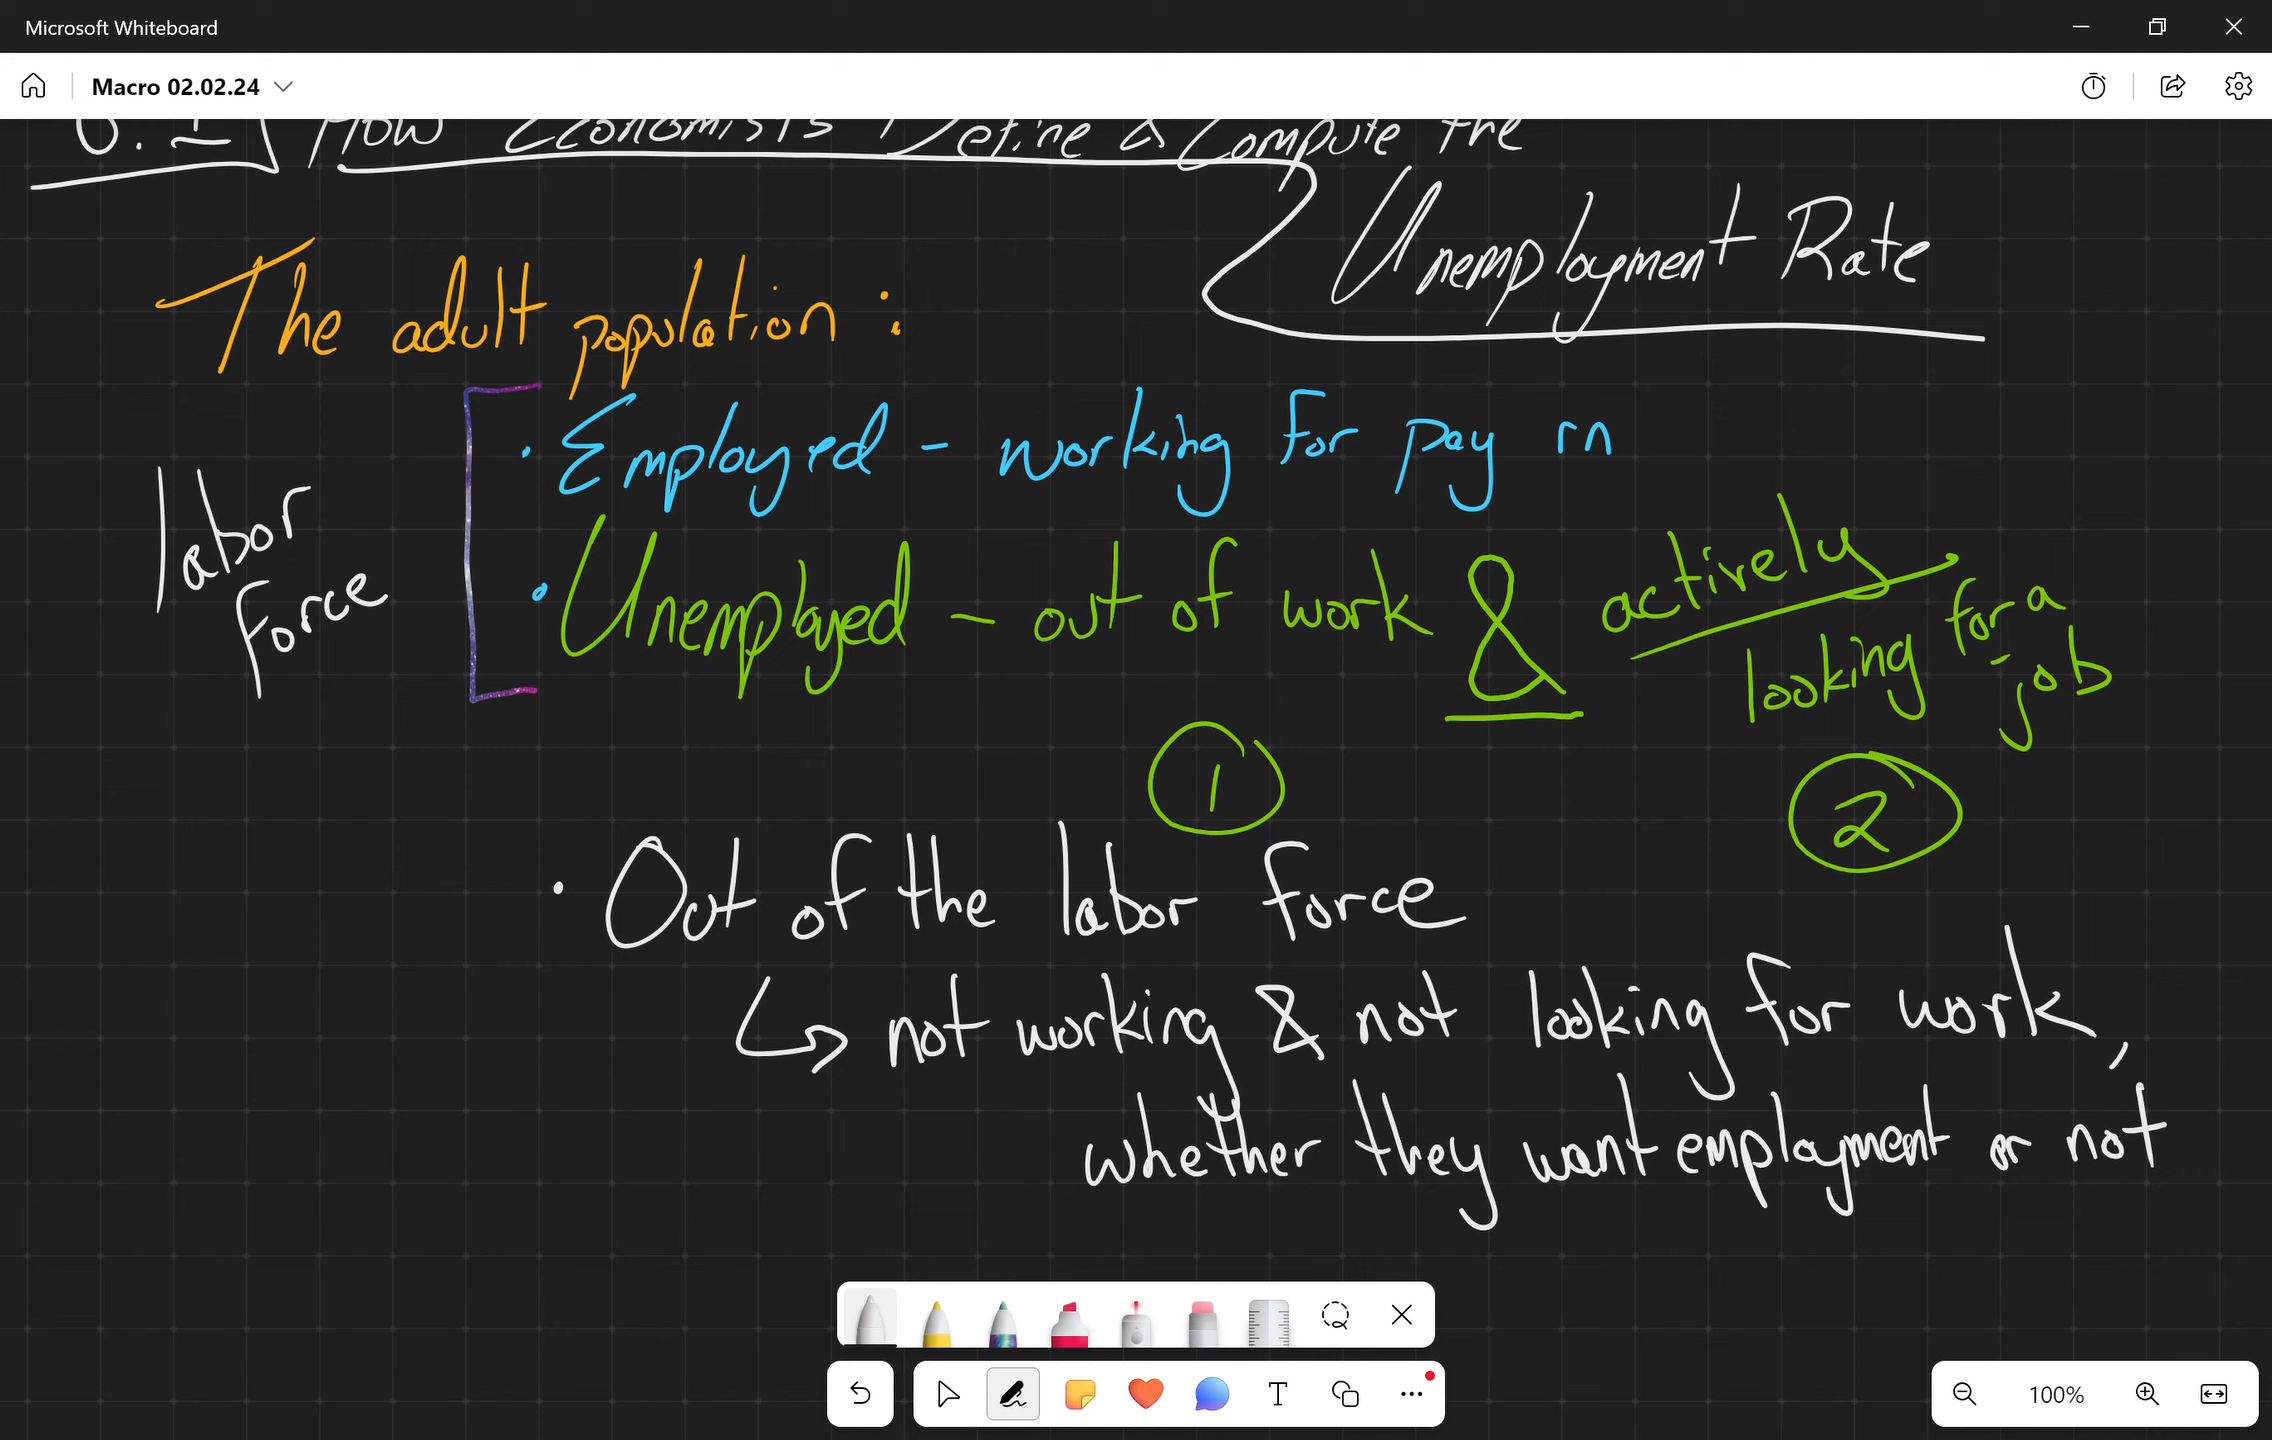 Microsoft Whiteboard
Macro 02.02.24
How Economists Define & Compute the
Unemployment Rate
The adult population :
• Employed - working for pay rn
labor force
• Unemployed - out of work & actively looking for a job
1
2
• Out of the labor force
↳ not working & not looking for work,
whether they want employment or not
T
100%